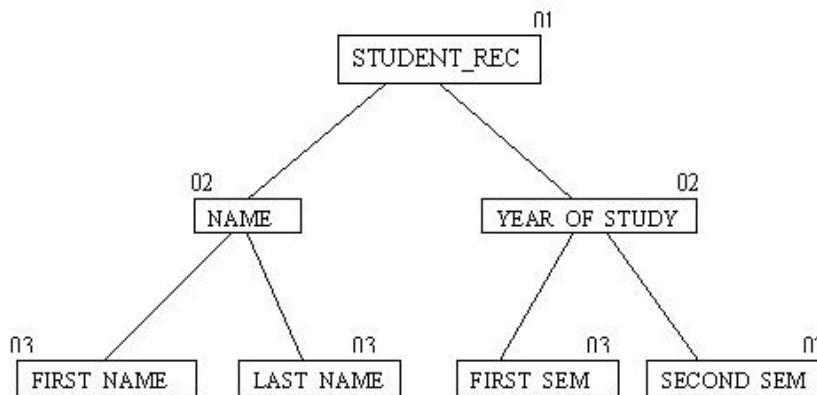 01
STUDENT_REC
02
02
NAME
YEAR OF STUDY
03
03
03
FIRST NAME
LAST NAME
FIRST SEM
SECOND SEM